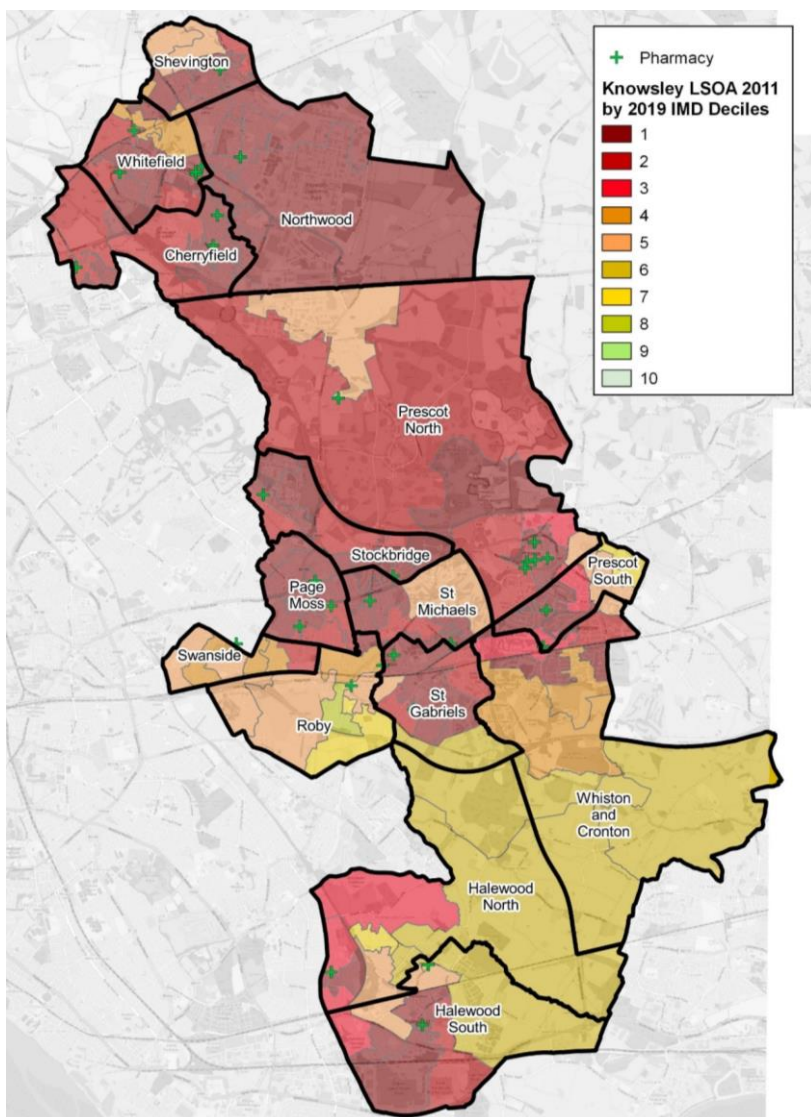 Pharmacy
Knowsley LSOA 2011
by 2019 IMD Deciles
1
2
3
4
5
6
7
8
9
10
Shevington
Whitefield
Northwood
Cherryfield
Prescot
North
Stockbridge
Prescot
South
Page
Moss
St
Michaels
Swanside
St
Gabriels
Roby
Whiston
and
Cronton
Halewood
North
Halewood
South